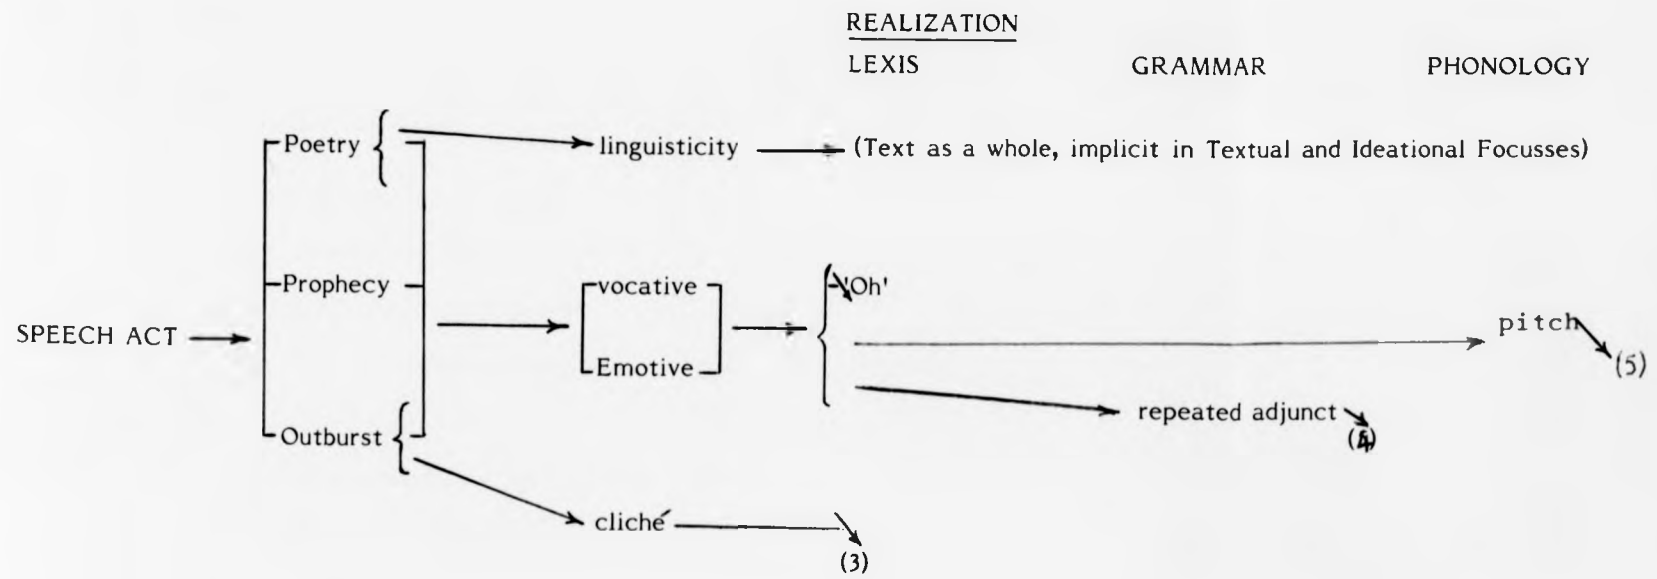 REALIZATION
LEXIS GRAMMAR PHONOLOGY
Poetry linguisticity (Text as a whole, implicit in Textual and Ideational Focusses)
Prophecy vocative 'Oh'
SPEECH ACT pitch
Emotive (5)
repeated adjunct
Outburst (4)
cliché
(3)